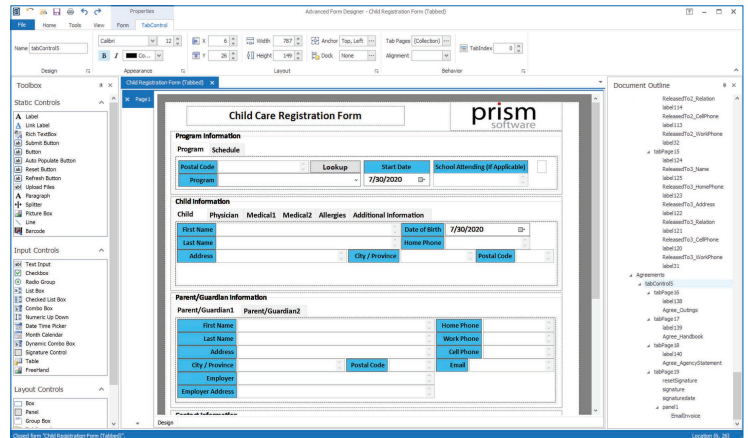 Properties
Advanced Form Designer - Child Registration Form (Tabbed)
File Home Tools View Form TabControl
Name tabControl5
Calibri 12
B I Co...
X 6 Width 787 Anchor Top, Left Tab Pages (Collection) TabIndex 0
Y 26 Height 149 Dock None Alignment
Design Appearance Layout Behavior
Toolbox
Static Controls
A Label
A Link Label
Rich TextBox
ab Submit Button
ab Button
ab Auto Populate Button
ab Reset Button
ab Refresh Button
abl Upload Files
A Paragraph
Splitter
Picture Box
Line
Barcode
Input Controls
abl Text Input
Checkbox
Radio Group
List Box
Checked List Box
Combo Box
Numeric Up Down
Date Time Picker
Month Calendar
Dynamic Combo Box
Signature Control
Table
FreeHand
Layout Controls
Box
Panel
Group Box
Child Registration Form (Tabbed) ×
× Page1
Child Care Registration Form
prism
software
Program Information
Program Schedule
Postal Code Lookup Start Date School Attending (If Applicable)
Program 7/30/2020
Child Information
Child Physician Medical1 Medical2 Allergies Additional Information
First Name Date of Birth 7/30/2020
Last Name Home Phone
Address City / Province Postal Code
Parent/Guardian Information
Parent/Guardian1 Parent/Guardian2
First Name Home Phone
Last Name Work Phone
Address Cell Phone
City / Province Postal Code Email
Employer
Employer Address
Contact Information
Design
Document Outline
ReleasedTo2_Relation
label114
ReleasedTo2_CellPhone
label113
ReleasedTo2_WorkPhone
label32
tabPage15
label124
ReleasedTo3_Name
label125
ReleasedTo3_HomePhone
label123
ReleasedTo3_Address
label122
ReleasedTo3_Relation
label121
ReleasedTo3_CellPhone
label120
ReleasedTo3_WorkPhone
label31
Agreements
tabControl5
tabPage16
label138
Agree_Outings
tabPage17
label139
Agree_Handbook
tabPage18
label140
Agree_AgencyStatement
tabPage19
resetSignature
signature
signaturedate
panel1
EmailInvoice
Closed form "Child Registration Form (Tabbed)".
Location (0, 26)